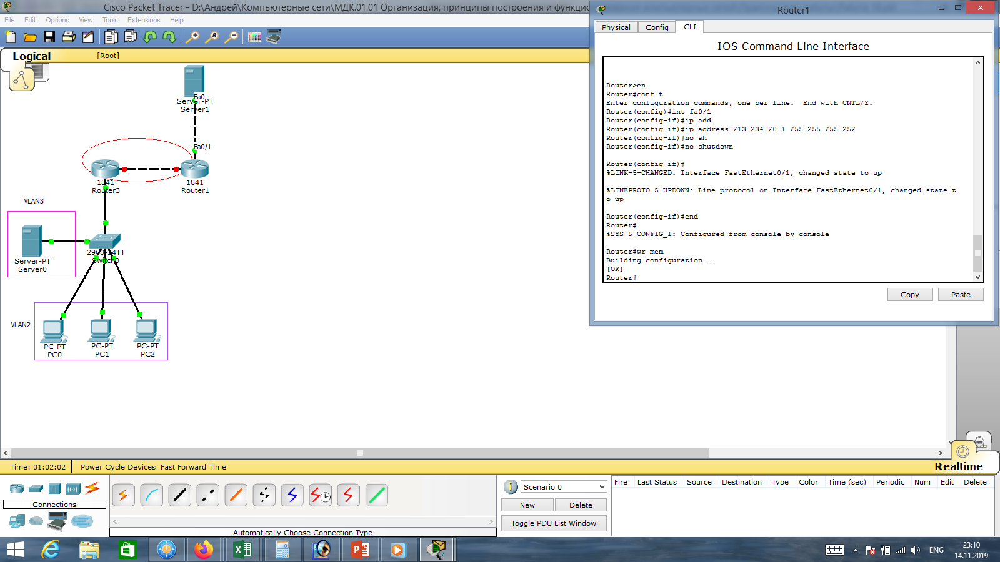 Cisco Packet Tracer - D:\Андрей\Компьютерные сети\МДК.01.01 Организация, принципы построения и функцис
File Edit Options View Tools Extensions Help
Logical
[Root]
Fa0
Server-PT
Server1
Fa0/1
1841
Router3
1841
Router1
VLAN3
Server-PT
Server0
2960-24TT
Switch0
VLAN2
PC-PT
PC0
PC-PT
PC1
PC-PT
PC2
Router1
Physical Config CLI
IOS Command Line Interface
Router>en
Router#conf t
Enter configuration commands, one per line.  End with CNTL/Z.
Router(config)#int fa0/1
Router(config-if)#ip add
Router(config-if)#ip address 213.234.20.1 255.255.255.252
Router(config-if)#no sh
Router(config-if)#no shutdown
Router(config-if)#
%LINK-5-CHANGED: Interface FastEthernet0/1, changed state to up
%LINEPROTO-5-UPDOWN: Line protocol on Interface FastEthernet0/1, changed state t
o up
Router(config-if)#end
Router#
%SYS-5-CONFIG_I: Configured from console by console
Router#wr mem
Building configuration...
[OK]
Router#
Copy Paste
Realtime
Time: 01:02:02 Power Cycle Devices Fast Forward Time
Connections
Automatically Choose Connection Type
Scenario 0
New Delete
Toggle PDU List Window
Fire Last Status Source Destination Type Color Time (sec) Periodic Num Edit Delete
ENG
23:10
14.11.2019